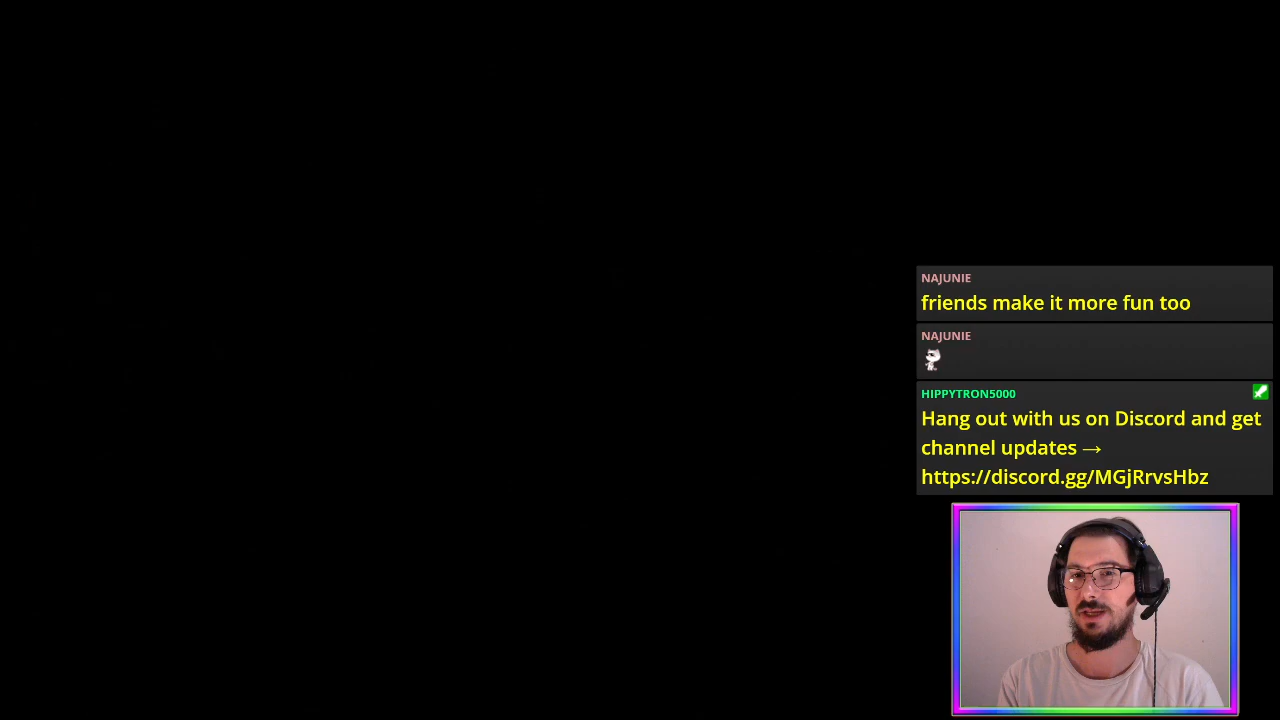 NAJUNIE
friends make it more fun too
NAJUNIE
HIPPYTRON5000
Hang out with us on Discord and get
channel updates →
https://discord.gg/MGjRrvsHbz